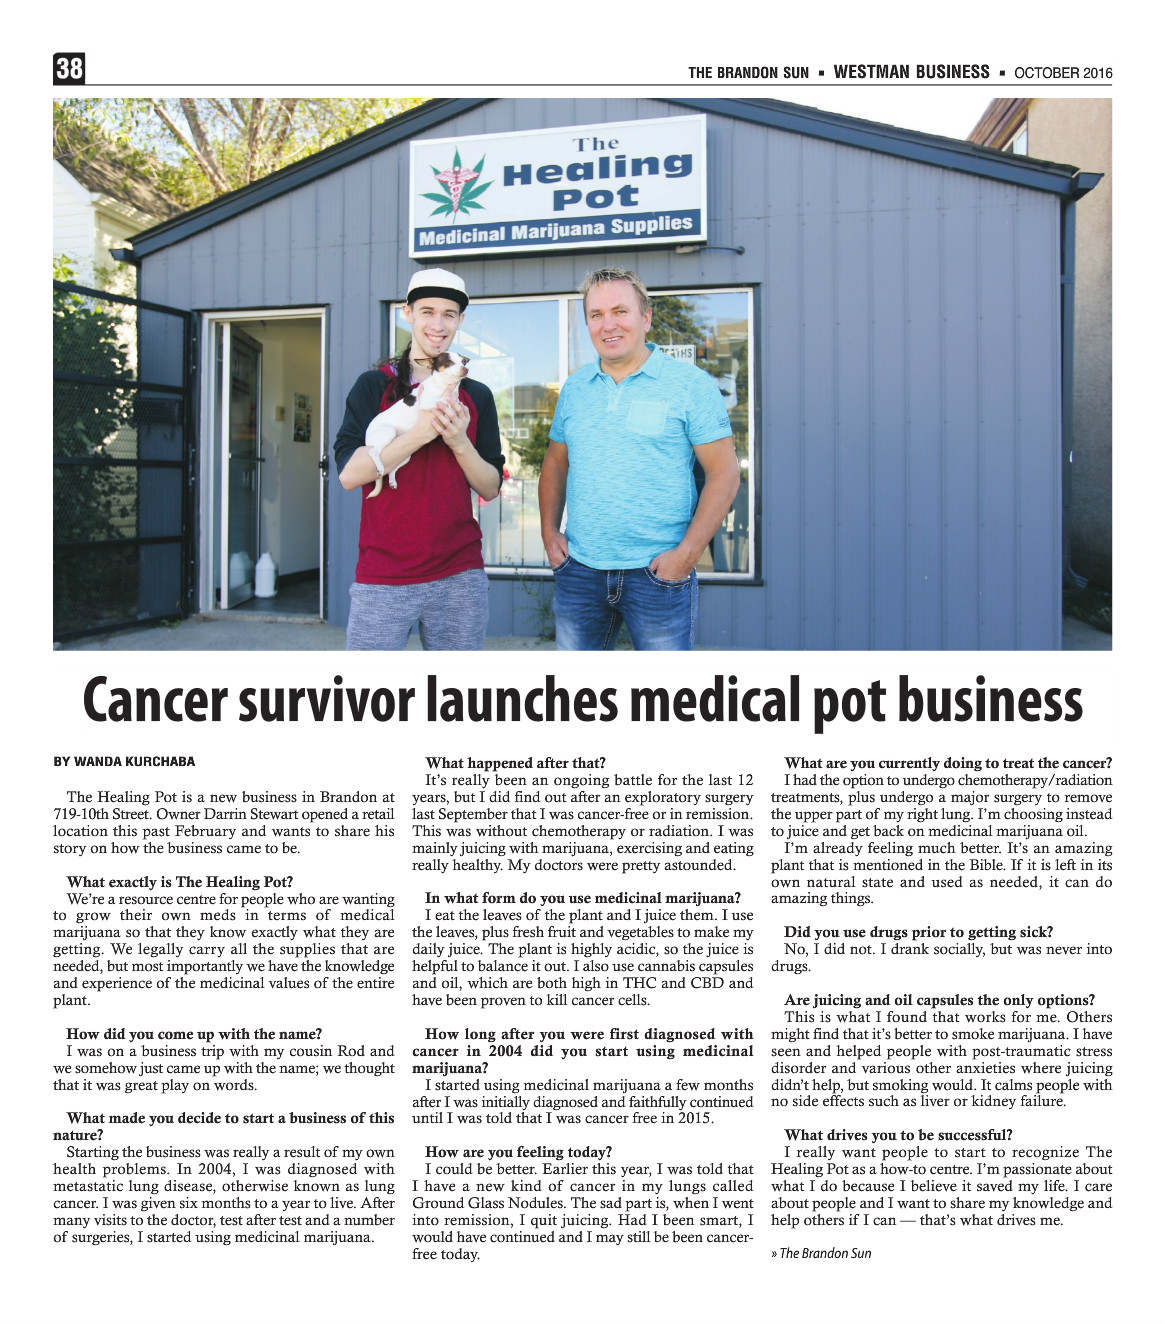 38
THE BRANDON SUN ▪ WESTMAN BUSINESS ▪ OCTOBER 2016
The
Healing
Pot
Medicinal Marijuana Supplies
Cancer survivor launches medical pot business
BY WANDA KURCHABA
The Healing Pot is a new business in Brandon at
719-10th Street. Owner Darrin Stewart opened a retail
location this past February and wants to share his
story on how the business came to be.
What exactly is The Healing Pot?
We’re a resource centre for people who are wanting
to grow their own meds in terms of medical
marijuana so that they know exactly what they are
getting. We legally carry all the supplies that are
needed, but most importantly we have the knowledge
and experience of the medicinal values of the entire
plant.
How did you come up with the name?
I was on a business trip with my cousin Rod and
we somehow just came up with the name; we thought
that it was great play on words.
What made you decide to start a business of this
nature?
Starting the business was really a result of my own
health problems. In 2004, I was diagnosed with
metastatic lung disease, otherwise known as lung
cancer. I was given six months to a year to live. After
many visits to the doctor, test after test and a number
of surgeries, I started using medicinal marijuana.
What happened after that?
It’s really been an ongoing battle for the last 12
years, but I did find out after an exploratory surgery
last September that I was cancer-free or in remission.
This was without chemotherapy or radiation. I was
mainly juicing with marijuana, exercising and eating
really healthy. My doctors were pretty astounded.
In what form do you use medicinal marijuana?
I eat the leaves of the plant and I juice them. I use
the leaves, plus fresh fruit and vegetables to make my
daily juice. The plant is highly acidic, so the juice is
helpful to balance it out. I also use cannabis capsules
and oil, which are both high in THC and CBD and
have been proven to kill cancer cells.
How long after you were first diagnosed with
cancer in 2004 did you start using medicinal
marijuana?
I started using medicinal marijuana a few months
after I was initially diagnosed and faithfully continued
until I was told that I was cancer free in 2015.
How are you feeling today?
I could be better. Earlier this year, I was told that
I have a new kind of cancer in my lungs called
Ground Glass Nodules. The sad part is, when I went
into remission, I quit juicing. Had I been smart, I
would have continued and I may still be been cancer-
free today.
What are you currently doing to treat the cancer?
I had the option to undergo chemotherapy/radiation
treatments, plus undergo a major surgery to remove
the upper part of my right lung. I’m choosing instead
to juice and get back on medicinal marijuana oil.
I’m already feeling much better. It’s an amazing
plant that is mentioned in the Bible. If it is left in its
own natural state and used as needed, it can do
amazing things.
Did you use drugs prior to getting sick?
No, I did not. I drank socially, but was never into
drugs.
Are juicing and oil capsules the only options?
This is what I found that works for me. Others
might find that it’s better to smoke marijuana. I have
seen and helped people with post-traumatic stress
disorder and various other anxieties where juicing
didn’t help, but smoking would. It calms people with
no side effects such as liver or kidney failure.
What drives you to be successful?
I really want people to start to recognize The
Healing Pot as a how-to centre. I’m passionate about
what I do because I believe it saved my life. I care
about people and I want to share my knowledge and
help others if I can — that’s what drives me.
» The Brandon Sun